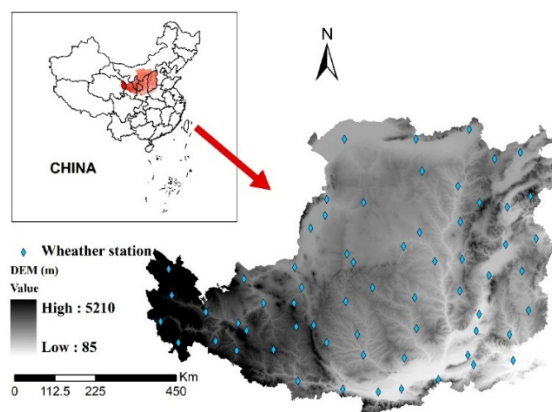 N
CHINA
Wheather station
DEM (m)
Value
High : 5210
Low : 85
Km
0 112.5 225 450